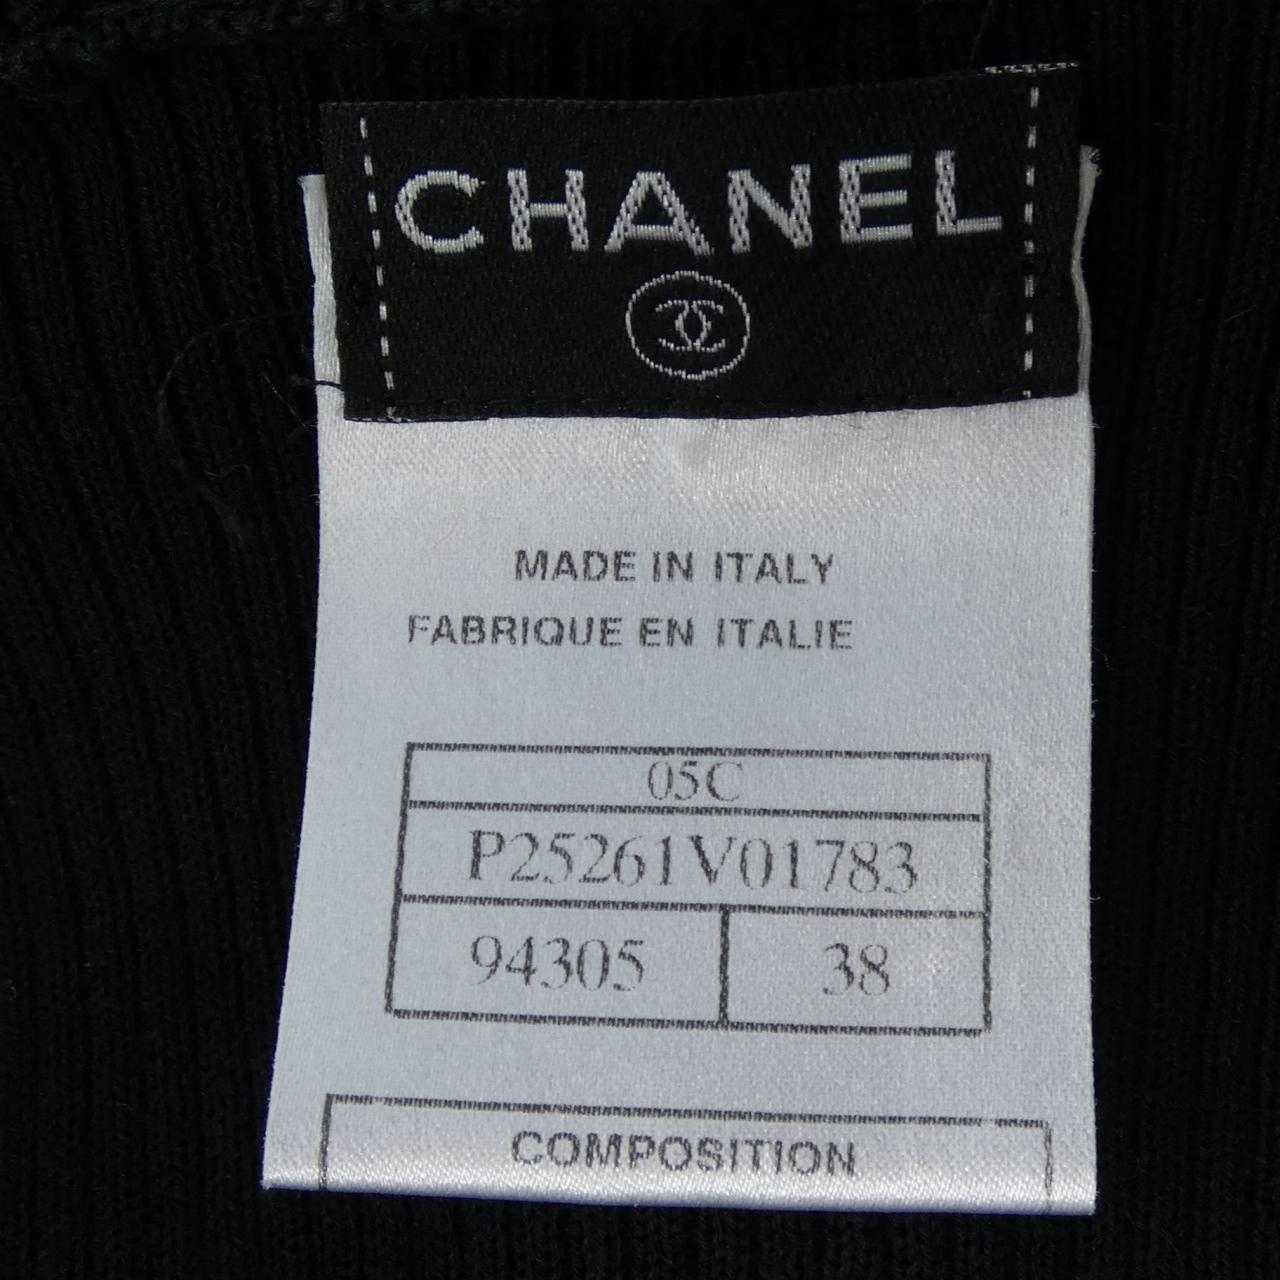 CHANEL
MADE IN ITALY
FABRIQUE EN ITALIE
05C
P25261V01783
94305 38
COMPOSITION